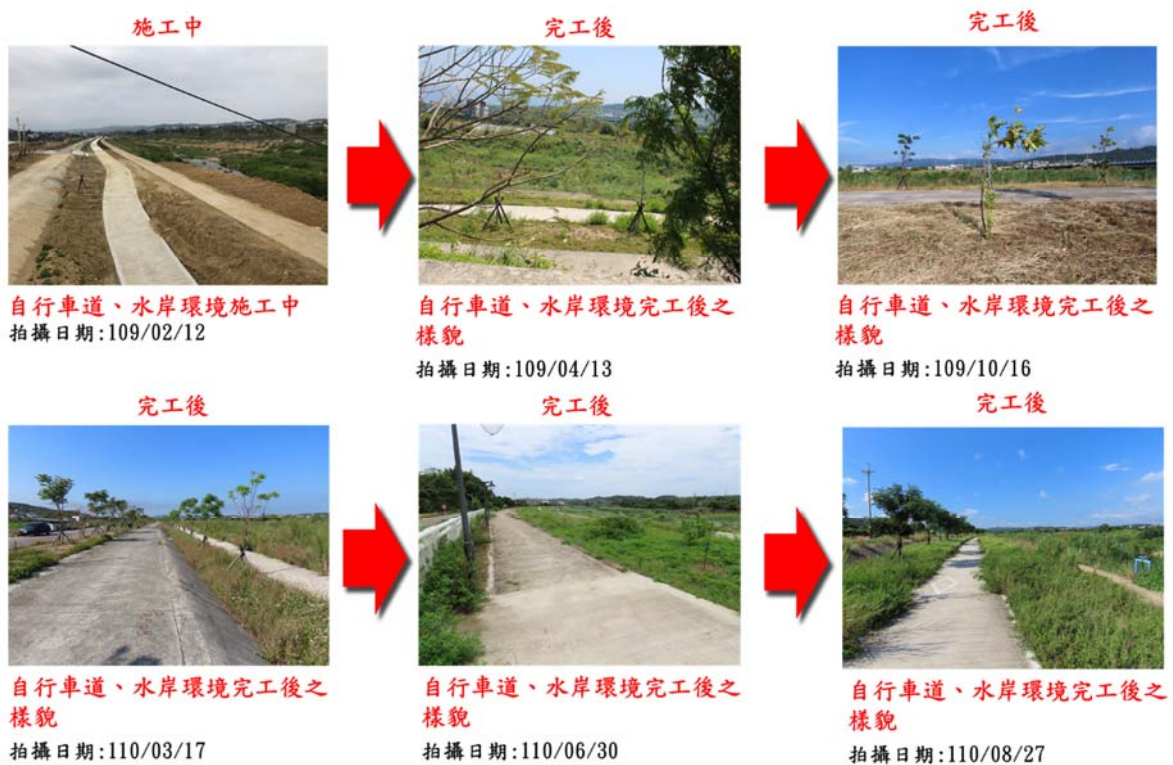 施工中
完工後
完工後
自行車道、水岸環境施工中
拍攝日期:109/02/12
自行車道、水岸環境完工後之
樣貌
拍攝日期:109/04/13
自行車道、水岸環境完工後之
樣貌
拍攝日期:109/10/16
完工後
完工後
完工後
自行車道、水岸環境完工後之
樣貌
拍攝日期:110/03/17
自行車道、水岸環境完工後之
樣貌
拍攝日期:110/06/30
自行車道、水岸環境完工後之
樣貌
拍攝日期:110/08/27